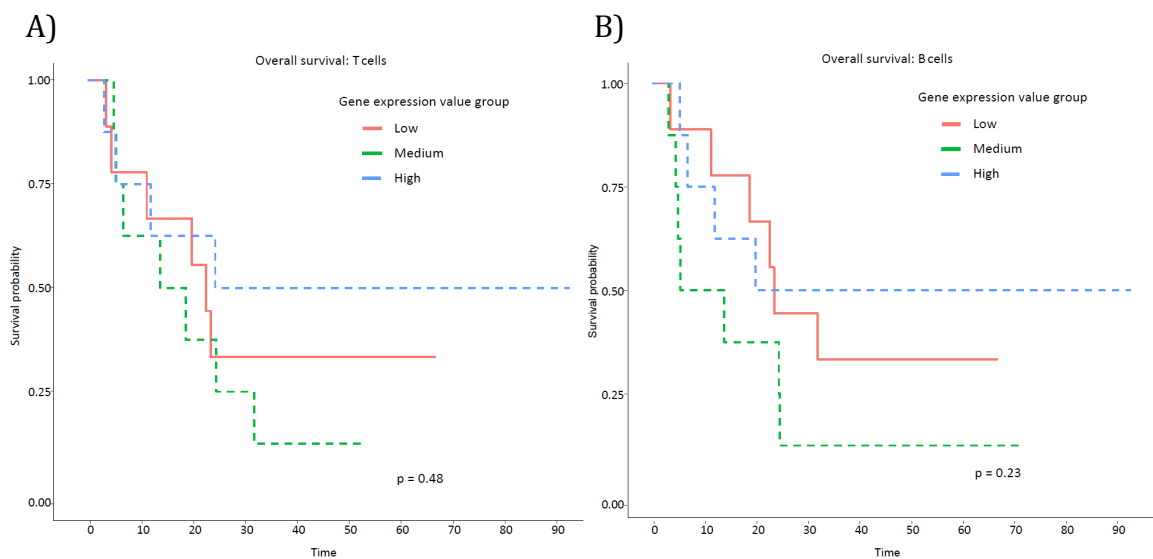 A)
Overall survival: T cells
Gene expression value group
Low
Medium
High
Survival probability
1.00
0.75
0.50
0.25
0.00
p = 0.48
0 10 20 30 40 50 60 70 80 90
Time
B)
Overall survival: B cells
Gene expression value group
Low
Medium
High
Survival probability
1.00
0.75
0.50
0.25
0.00
p = 0.23
0 10 20 30 40 50 60 70 80 90
Time